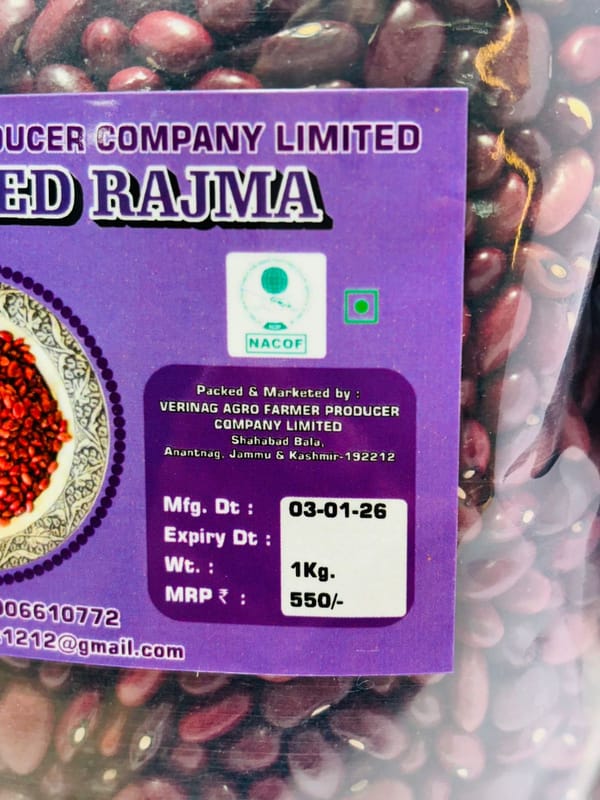 DUCER COMPANY LIMITED
ED RAJMA
NACOF
Packed & Marketed by :
VERINAG AGRO FARMER PRODUCER
COMPANY LIMITED
Shahabad Bala,
Anantnag, Jammu & Kashmir-192212
Mfg. Dt : 03-01-26
Expiry Dt :
Wt. : 1Kg.
MRP ₹ : 550/-
006610772
1212@gmail.com